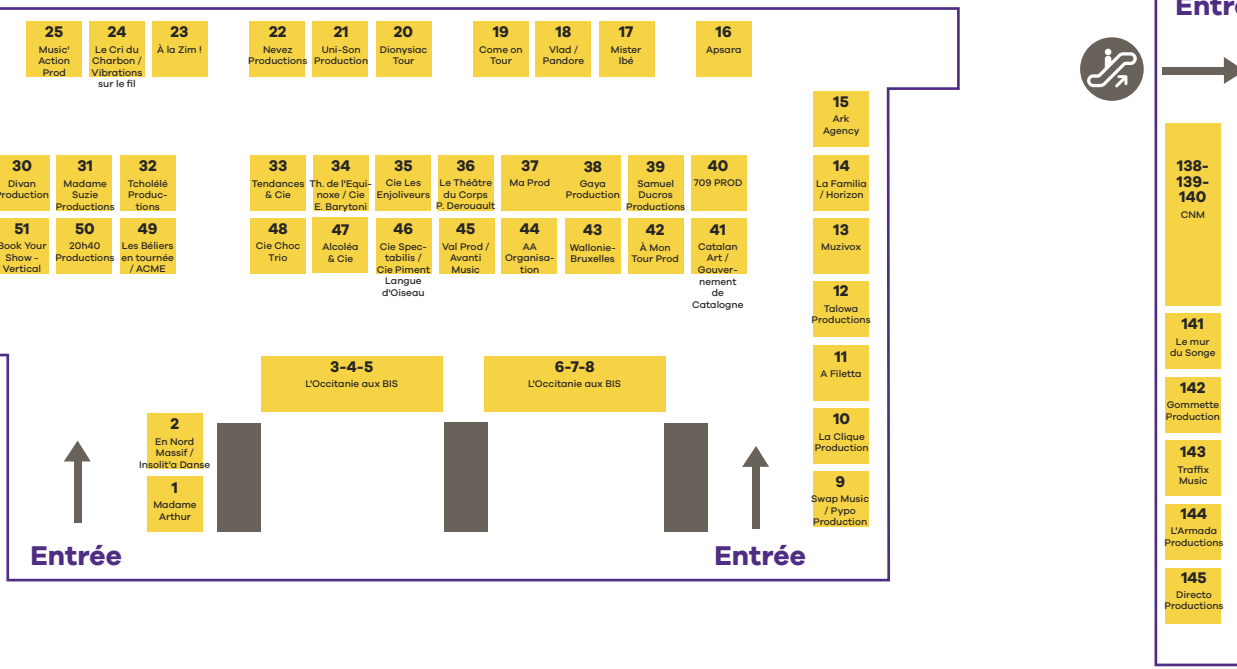 Entré
25
Music'
Action
Prod
24
Le Cri du
Charbon /
Vibrations
sur le fil
23
À la Zim !
22
Nevez
Productions
21
Uni-Son
Production
20
Dionysiac
Tour
19
Come on
Tour
18
Vlad /
Pandore
17
Mister
Ibé
16
Apsara
15
Ark
Agency
30
Divan
Production
31
Madame
Suzie
Productions
32
Tcholélé
Produc-
tions
33
Tendances
& Cie
34
Th. de l'Equi-
noxe / Cie
E. Barytoni
35
Cie Les
Enjoliveurs
36
Le Théâtre
du Corps
P. Derouault
37
Ma Prod
38
Gaya
Production
39
Samuel
Ducros
Productions
40
709 PROD
14
La Familia
/ Horizon
51
Book Your
Show -
Vertical
50
20h40
Productions
49
Les Béliers
en tournée
/ ACME
48
Cie Choc
Trio
47
Alcoléa
& Cie
46
Cie Spec-
tabilis /
Cie Piment
Langue
d'Oiseau
45
Val Prod /
Avanti
Music
44
AA
Organisa-
tion
43
Wallonie-
Bruxelles
42
À Mon
Tour Prod
41
Catalan
Art /
Gouver-
nement
de
Catalogne
13
Muzivox
12
Talowa
Productions
11
A Filetta
10
La Clique
Production
9
Swap Music
/ Pypo
Production
3-4-5
L'Occitanie aux BIS
6-7-8
L'Occitanie aux BIS
2
En Nord
Massif /
Insolit'a Danse
1
Madame
Arthur
Entrée
Entrée
138-
139-
140
CNM
141
Le mur
du Songe
142
Gommette
Production
143
Traffix
Music
144
L'Armada
Productions
145
Directo
Productions